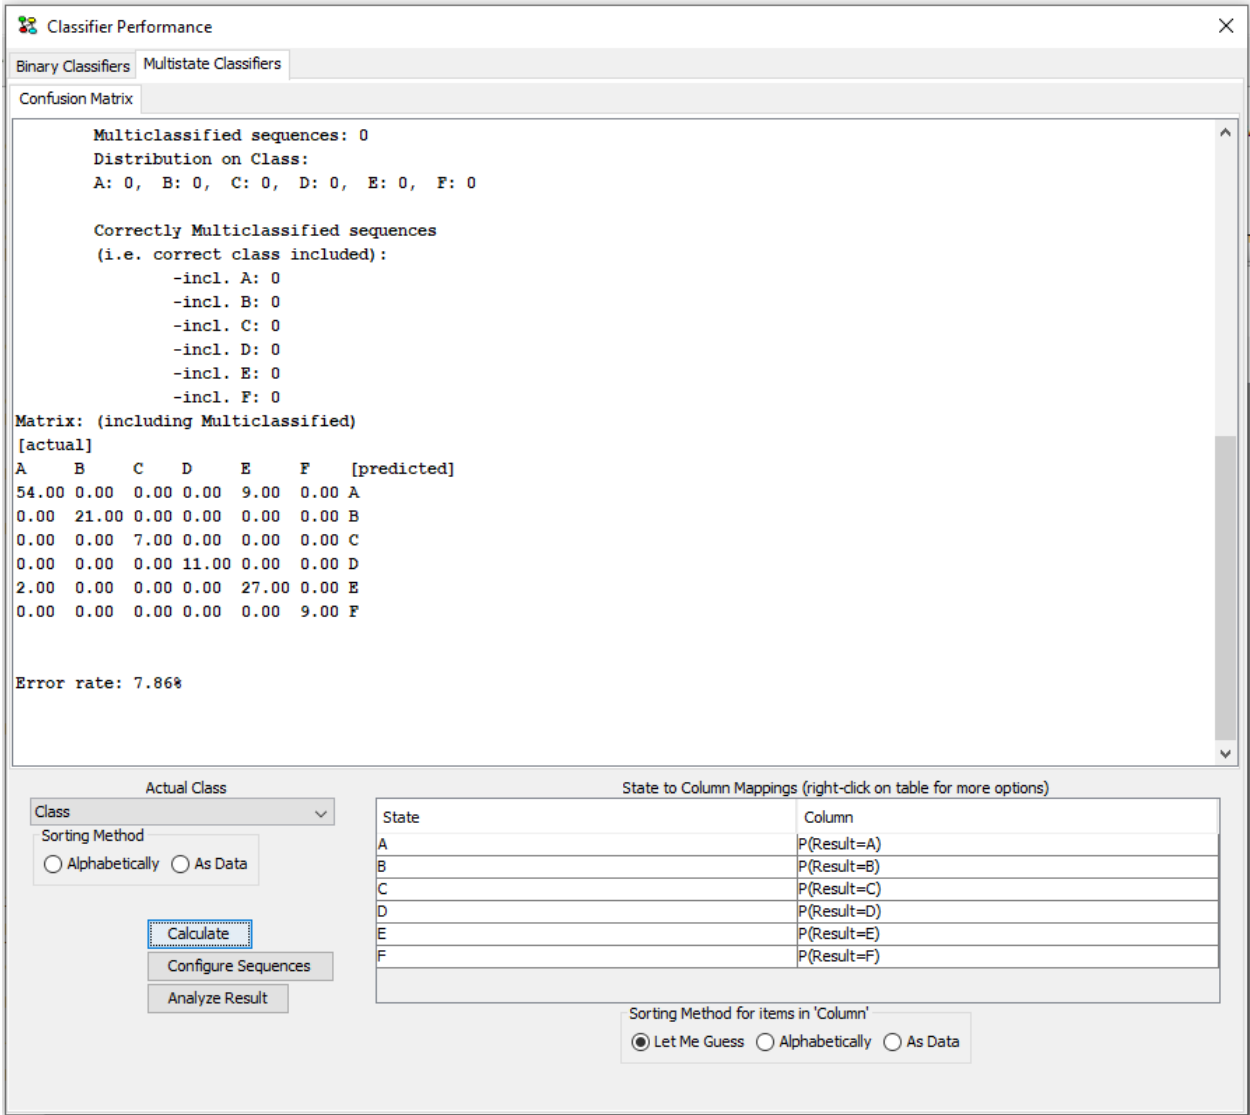 Classifier Performance
Binary Classifiers Multistate Classifiers
Confusion Matrix
Multiclassified sequences: 0
Distribution on Class:
A: 0, B: 0, C: 0, D: 0, E: 0, F: 0
Correctly Multiclassified sequences
(i.e. correct class included):
-incl. A: 0
-incl. B: 0
-incl. C: 0
-incl. D: 0
-incl. E: 0
-incl. F: 0
Matrix: (including Multiclassified)
[actual]
A B C D E F [predicted]
54.00 0.00 0.00 0.00 9.00 0.00 A
0.00 21.00 0.00 0.00 0.00 0.00 B
0.00 0.00 7.00 0.00 0.00 0.00 C
0.00 0.00 0.00 11.00 0.00 0.00 D
2.00 0.00 0.00 0.00 27.00 0.00 E
0.00 0.00 0.00 0.00 0.00 9.00 F
Error rate: 7.86%
Actual Class
Class
Sorting Method
Alphabetically As Data
Calculate
Configure Sequences
Analyze Result
State to Column Mappings (right-click on table for more options)
State Column
A P(Result=A)
B P(Result=B)
C P(Result=C)
D P(Result=D)
E P(Result=E)
F P(Result=F)
Sorting Method for items in 'Column'
Let Me Guess Alphabetically As Data